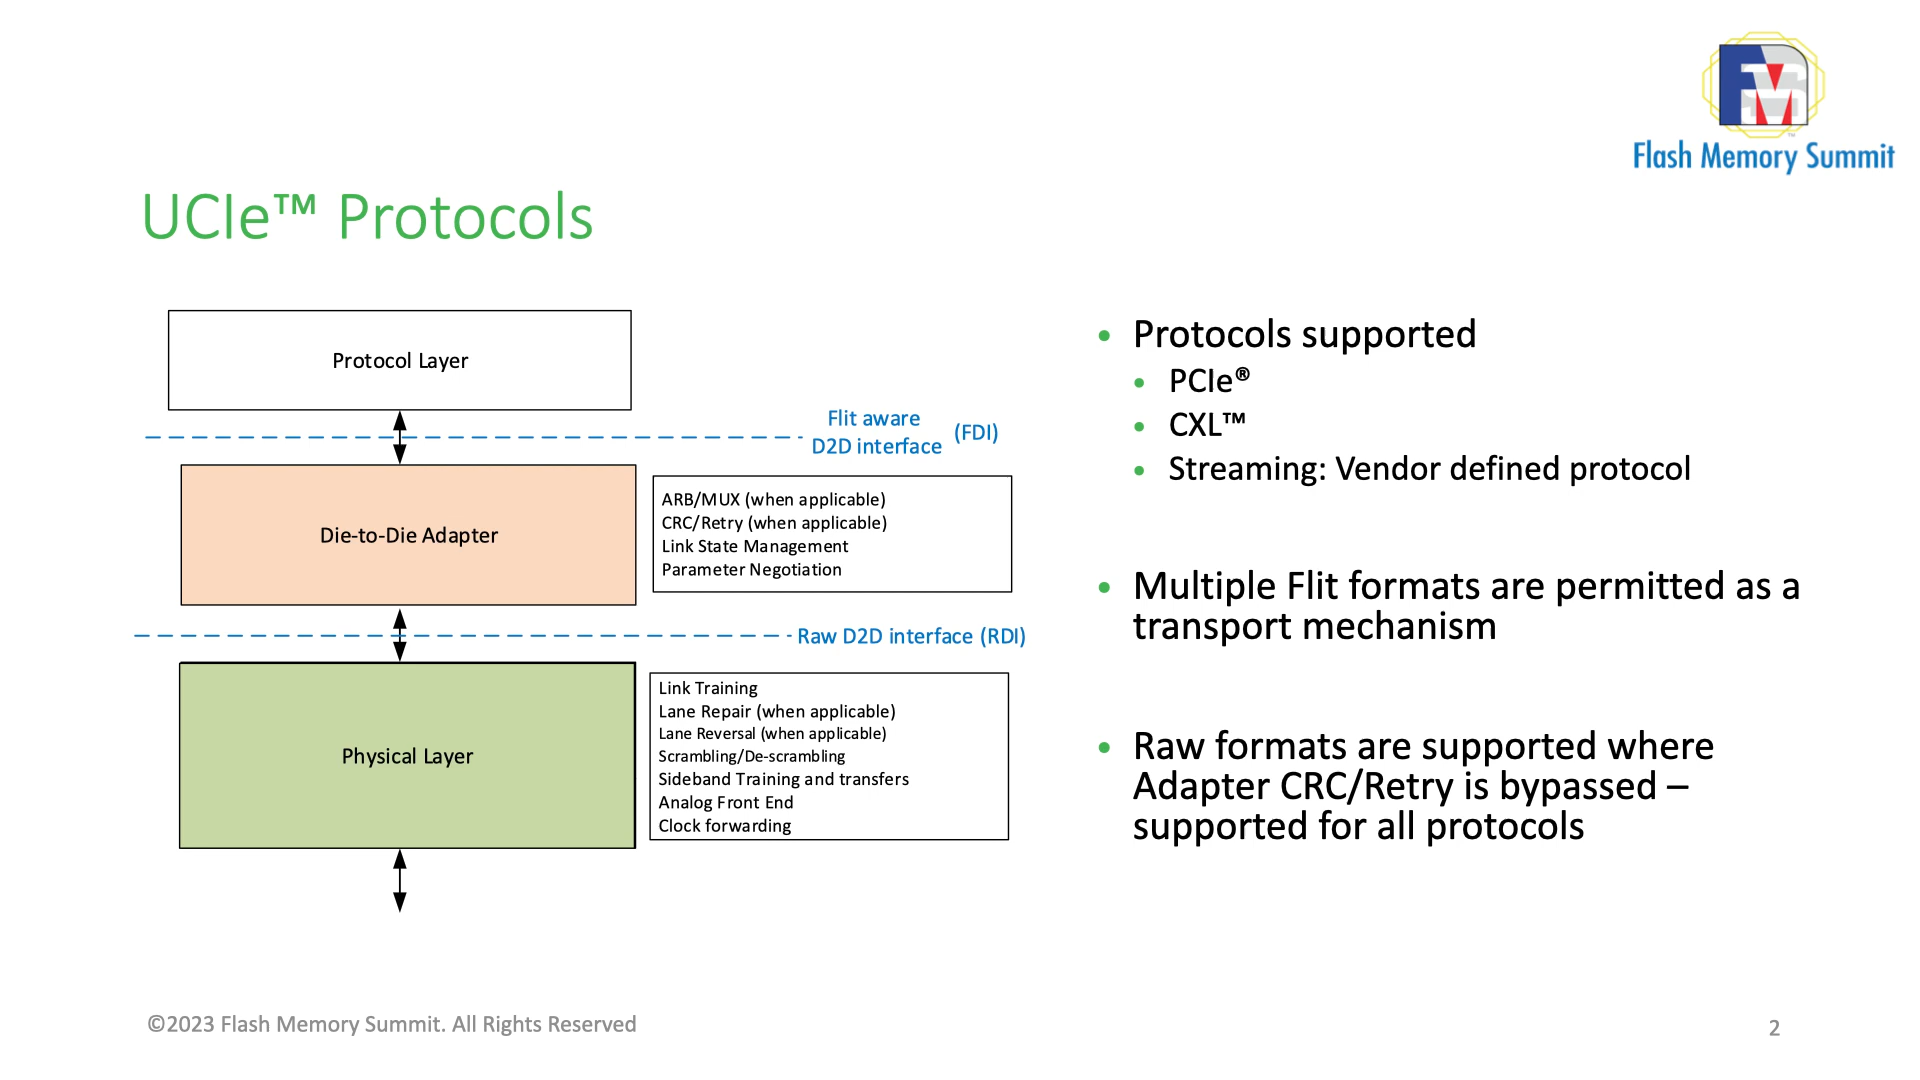 Flash Memory Summit
UCIe™ Protocols
Protocol Layer
Flit aware
D2D interface
(FDI)
Die-to-Die Adapter
ARB/MUX (when applicable)
CRC/Retry (when applicable)
Link State Management
Parameter Negotiation
Raw D2D interface (RDI)
Physical Layer
Link Training
Lane Repair (when applicable)
Lane Reversal (when applicable)
Scrambling/De-scrambling
Sideband Training and transfers
Analog Front End
Clock forwarding
• Protocols supported
• PCIe®
• CXL™
• Streaming: Vendor defined protocol
• Multiple Flit formats are permitted as a
transport mechanism
• Raw formats are supported where
Adapter CRC/Retry is bypassed –
supported for all protocols
©2023 Flash Memory Summit. All Rights Reserved
2